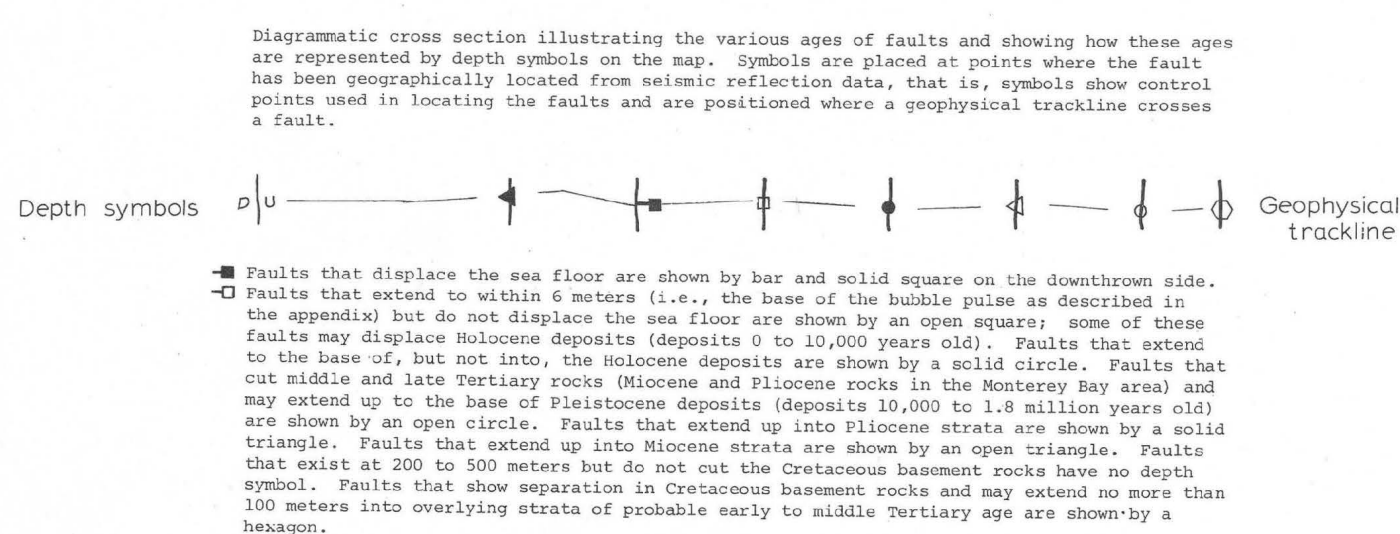 Diagrammatic cross section illustrating the various ages of faults and showing how these ages
are represented by depth symbols on the map. Symbols are placed at points where the fault
has been geographically located from seismic reflection data, that is, symbols show control
points used in locating the faults and are positioned where a geophysical trackline crosses
a fault.
Depth symbols
D U
Geophysical
trackline
Faults that displace the sea floor are shown by bar and solid square on the downthrown side.
Faults that extend to within 6 meters (i.e., the base of the bubble pulse as described in
the appendix) but do not displace the sea floor are shown by an open square; some of these
faults may displace Holocene deposits (deposits 0 to 10,000 years old). Faults that extend
to the base of, but not into, the Holocene deposits are shown by a solid circle. Faults that
cut middle and late Tertiary rocks (Miocene and Pliocene rocks in the Monterey Bay area) and
may extend up to the base of Pleistocene deposits (deposits 10,000 to 1.8 million years old)
are shown by an open circle. Faults that extend up into Pliocene strata are shown by a solid
triangle. Faults that extend up into Miocene strata are shown by an open triangle. Faults
that exist at 200 to 500 meters but do not cut the Cretaceous basement rocks have no depth
symbol. Faults that show separation in Cretaceous basement rocks and may extend no more than
100 meters into overlying strata of probable early to middle Tertiary age are shown by a
hexagon.